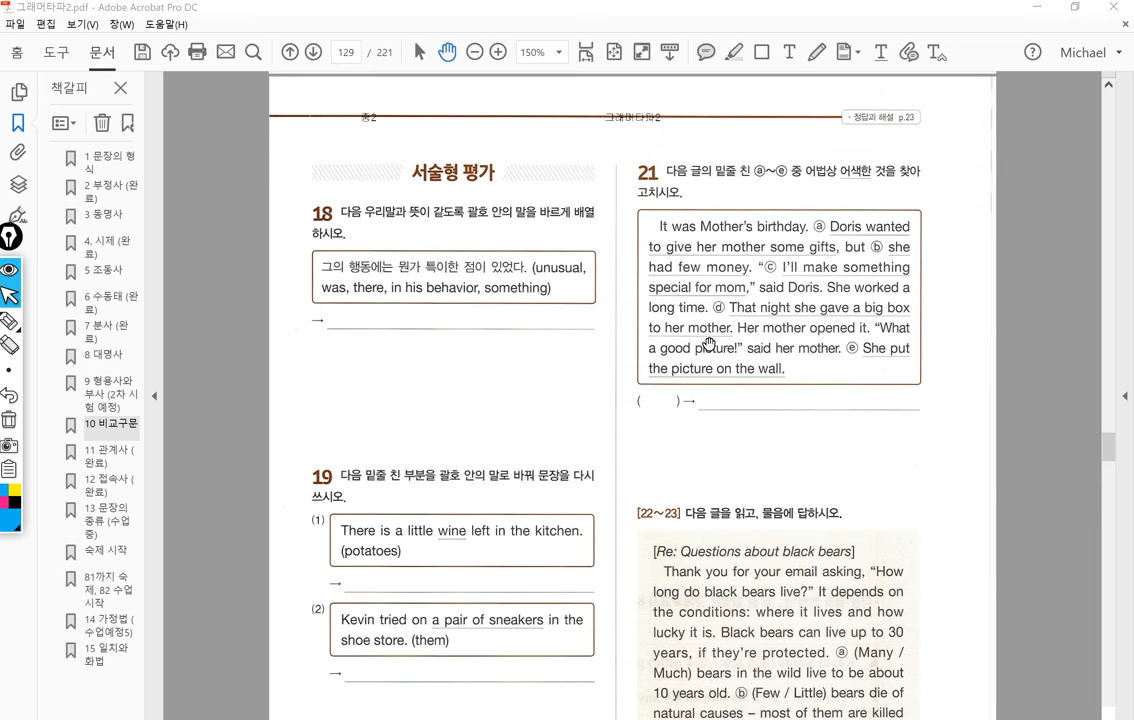 그래머타파2.pdf - Adobe Acrobat Pro DC
파일 편집 보기(V) 창(W) 도움말(H)
홈 도구 문서 129 / 221 150% Michael
책갈피
1 문장의 형
식
2 부정사 (완
료)
3 동명사
4. 시제 (완
료)
5 조동사
6 수동태 (완
료)
7 분사 (완
료)
8 대명사
9 형용사와
부사 (2차 시
험 예정)
10 비교구문
11 관계사 (
완료)
12 접속사 (
완료)
13 문장의
종류 (수업
중)
숙제 시작
81까지 숙
제, 82 수업
시작
14 가정법 (
수업예정5)
15 일치와
화법
중2 그래머타파2 · 정답과 해설 p.23
서술형 평가
18 다음 우리말과 뜻이 같도록 괄호 안의 말을 바르게 배열
하시오.
그의 행동에는 뭔가 특이한 점이 있었다. (unusual,
was, there, in his behavior, something)
→
19 다음 밑줄 친 부분을 괄호 안의 말로 바꿔 문장을 다시
쓰시오.
(1) There is a little wine left in the kitchen.
(potatoes)
→
(2) Kevin tried on a pair of sneakers in the
shoe store. (them)
→
21 다음 글의 밑줄 친 ⓐ~ⓔ 중 어법상 어색한 것을 찾아
고치시오.
It was Mother's birthday. ⓐ Doris wanted
to give her mother some gifts, but ⓑ she
had few money. "ⓒ I'll make something
special for mom," said Doris. She worked a
long time. ⓓ That night she gave a big box
to her mother. Her mother opened it. "What
a good picture!" said her mother. ⓔ She put
the picture on the wall.
( ) →
[22~23] 다음 글을 읽고, 물음에 답하시오.
[Re: Questions about black bears]
Thank you for your email asking, "How
long do black bears live?" It depends on
the conditions: where it lives and how
lucky it is. Black bears can live up to 30
years, if they're protected. ⓐ (Many /
Much) bears in the wild live to be about
10 years old. ⓑ (Few / Little) bears die of
natural causes – most of them are killed